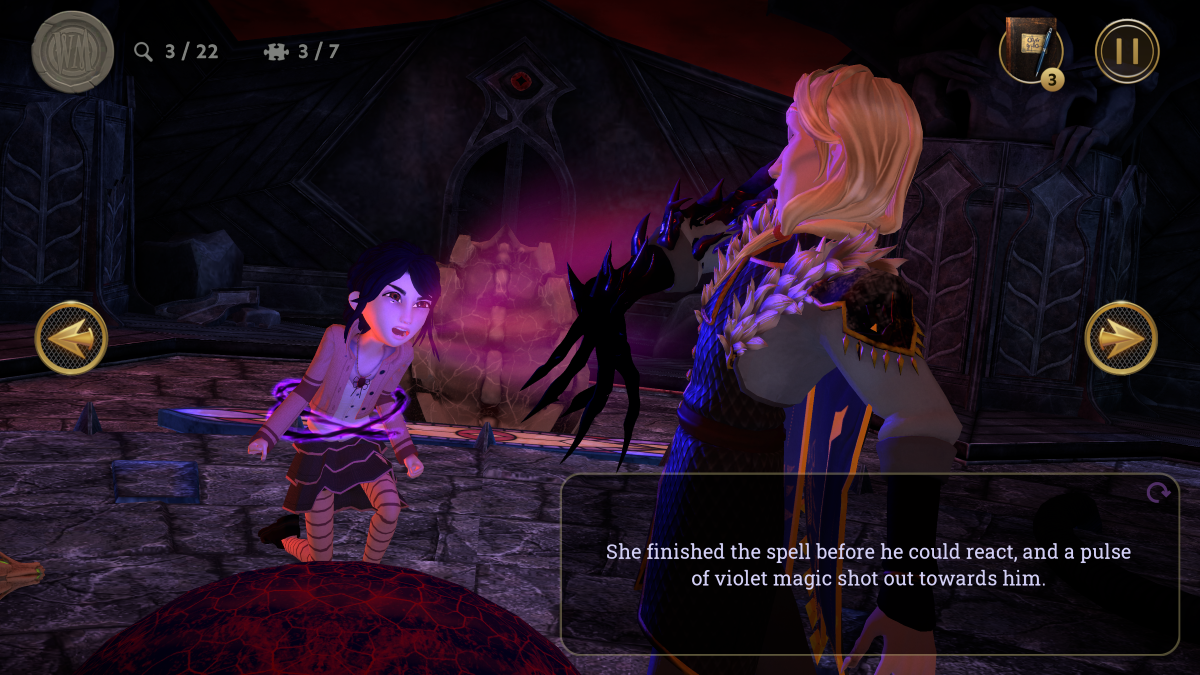 WM
3 / 22
3 / 7
3
She finished the spell before he could react, and a pulse
of violet magic shot out towards him.